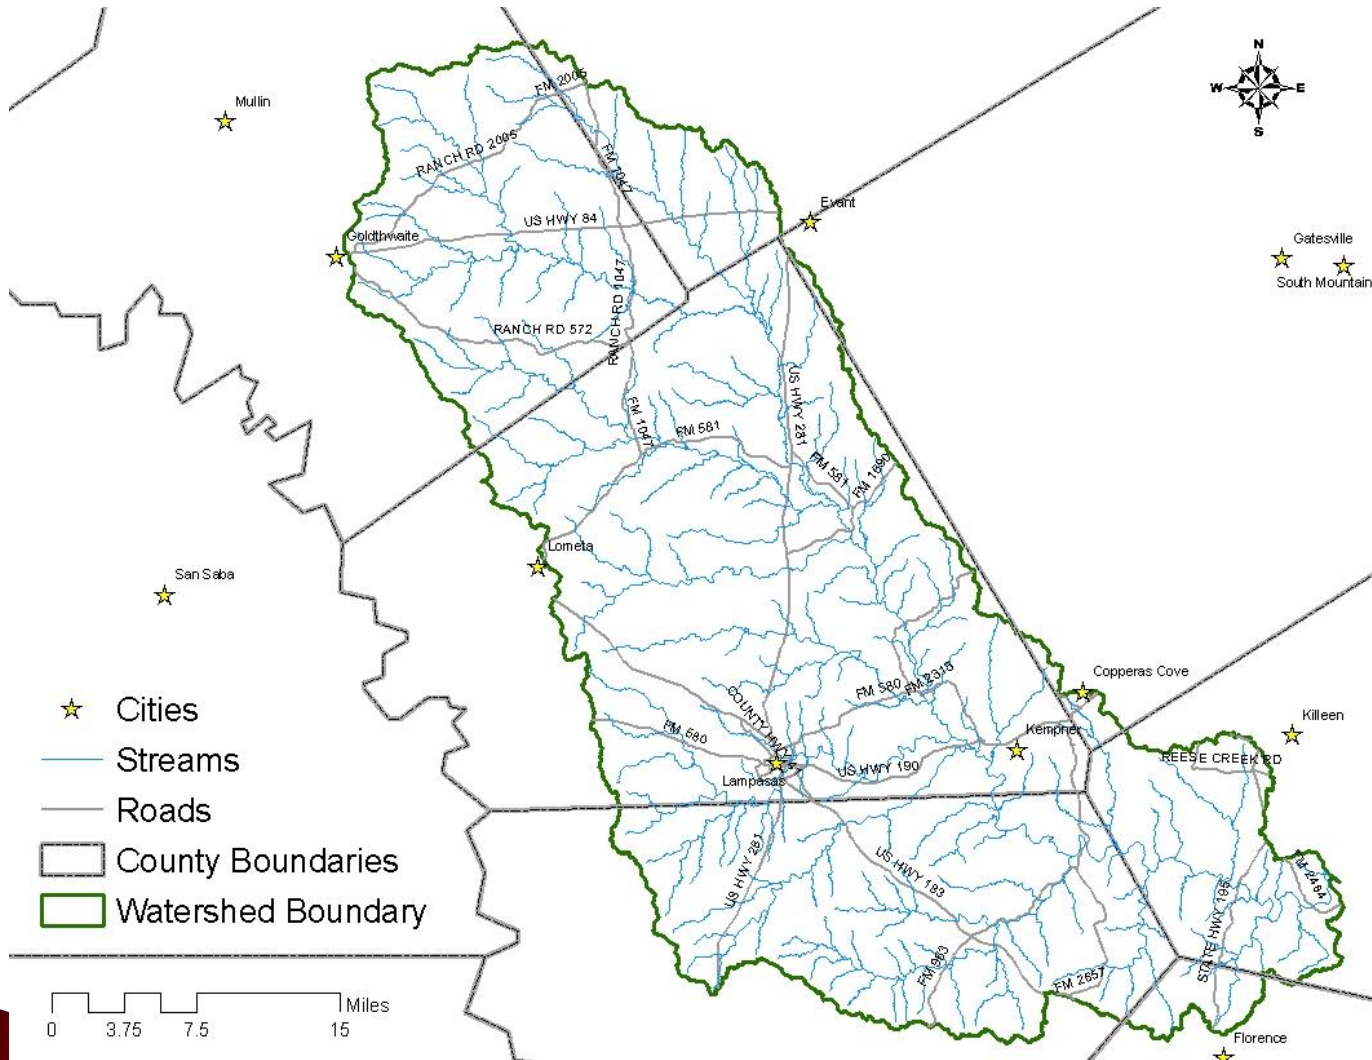 N
W
E
S
Mullin
FM 2005
RANCH RD 2005
FM 1047
Evant
US HWY 84
Goldthwaite
Gatesville
South Mountain
RANCH RD 1047
RANCH RD 572
US HWY 281
FM 1047
FM 581
FM 581
FM 1690
Lometa
San Saba
Copperas Cove
FM 580
FM 2313
COUNTY HWY
Cities
FM 580
Kempner
Killeen
REESE CREEK RD
Streams
US HWY 190
Lampasas
Roads
County Boundaries
US HWY 281
US HWY 183
FM 2484
Watershed Boundary
STATE HWY 195
FM 963
FM 2657
Miles
0
3.75
7.5
15
Florence